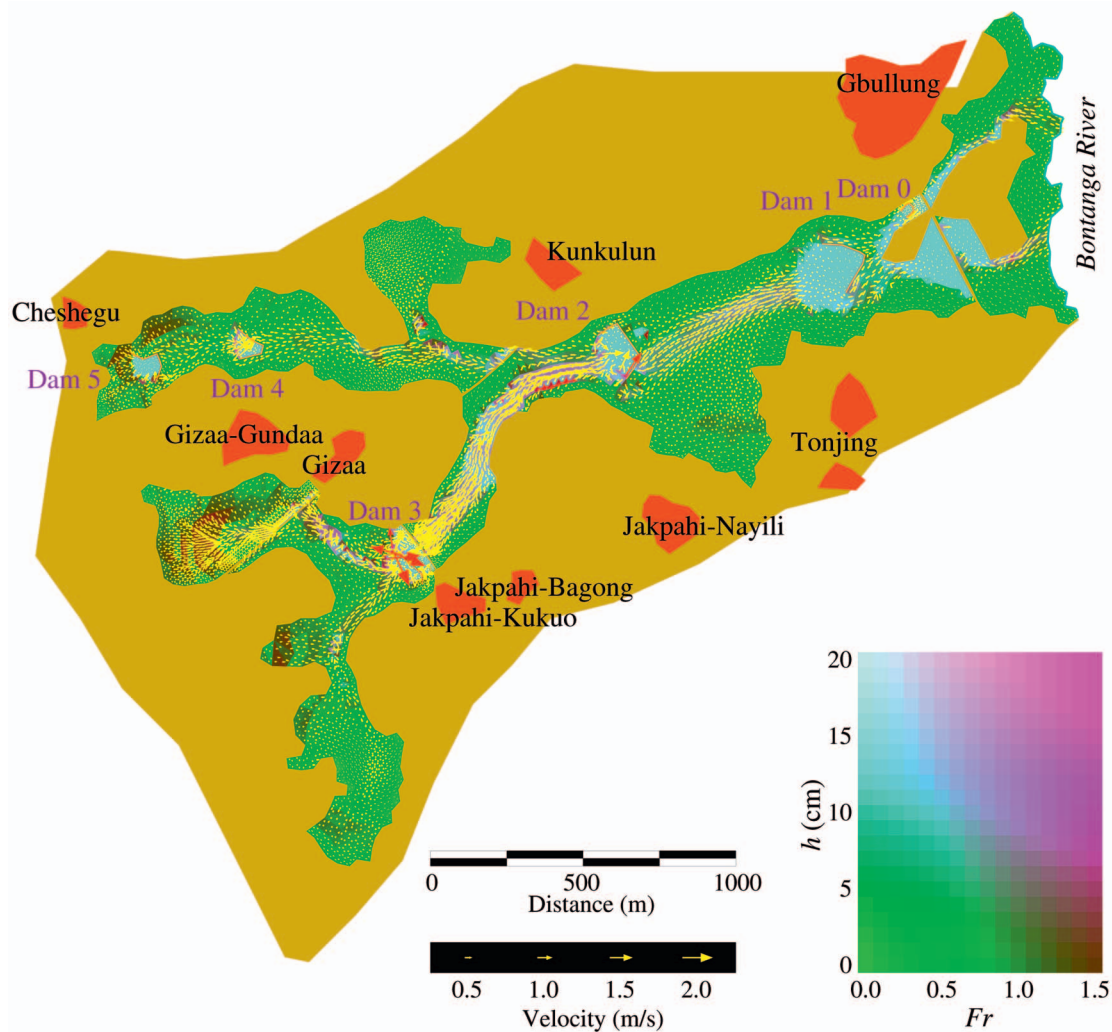 Gbullung
Bontanga River
Dam 1
Dam 0
Kunkulun
Cheshegu
Dam 2
Dam 5
Dam 4
Gizaa-Gundaa
Gizaa
Tonjing
Dam 3
Jakpahi-Nayili
Jakpahi-Bagong
Jakpahi-Kukuo
0 500 1000
Distance (m)
0.5 1.0 1.5 2.0
Velocity (m/s)
20
15
10
5
0
h (cm)
0.0 0.5 1.0 1.5
Fr